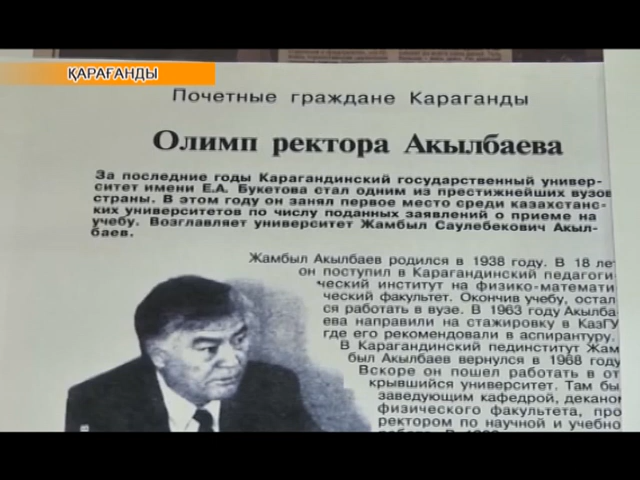 ҚАРАҒАНДЫ
Почетные граждане Караганды
Олимп ректора Акылбаева
За последние годы Карагандинский государственный универ-
ситет имени Е.А. Букетова стал одним из престижнейших вузов
страны. В этом году он занял первое место среди казахстан-
ских университетов по числу поданных заявлений о приеме на
учебу. Возглавляет университет Жамбыл Саулебекович Акыл-
баев.
Жамбыл Акылбаев родился в 1938 году. В 18 лет
он поступил в Карагандинский педагоги-
ческий институт на физико-математи
ческий факультет. Окончив учебу, остал
ся работать в вузе. В 1963 году Акылба
ева направили на стажировку в КазГУ
где его рекомендовали в аспирантуру.
В Карагандинский пединститут Жам
был Акылбаев вернулся в 1968 году
Вскоре он пошел работать в от
крывшийся университет. Там бы
заведующим кафедрой, деканом
физического факультета, про
ректором по научной и учебно